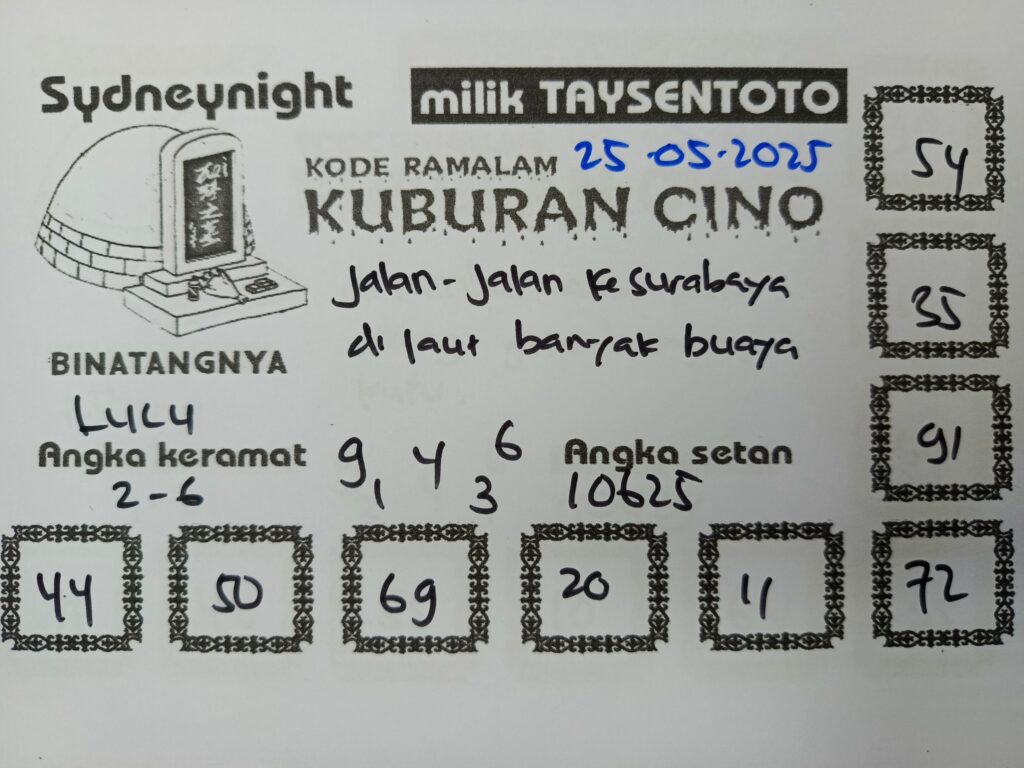 Sydneynight
milik TAYSENTOTO
KODE RAMALAM 25-05-2025
KUBURAN CINO
Jalan-Jalan Ke surabaya
di laut banyak buaya
BINATANGNYA
LULU
Angka keramat
2-6
9 4 6
1 3
Angka setan
10625
54
35
91
44 50 69 20 11 72